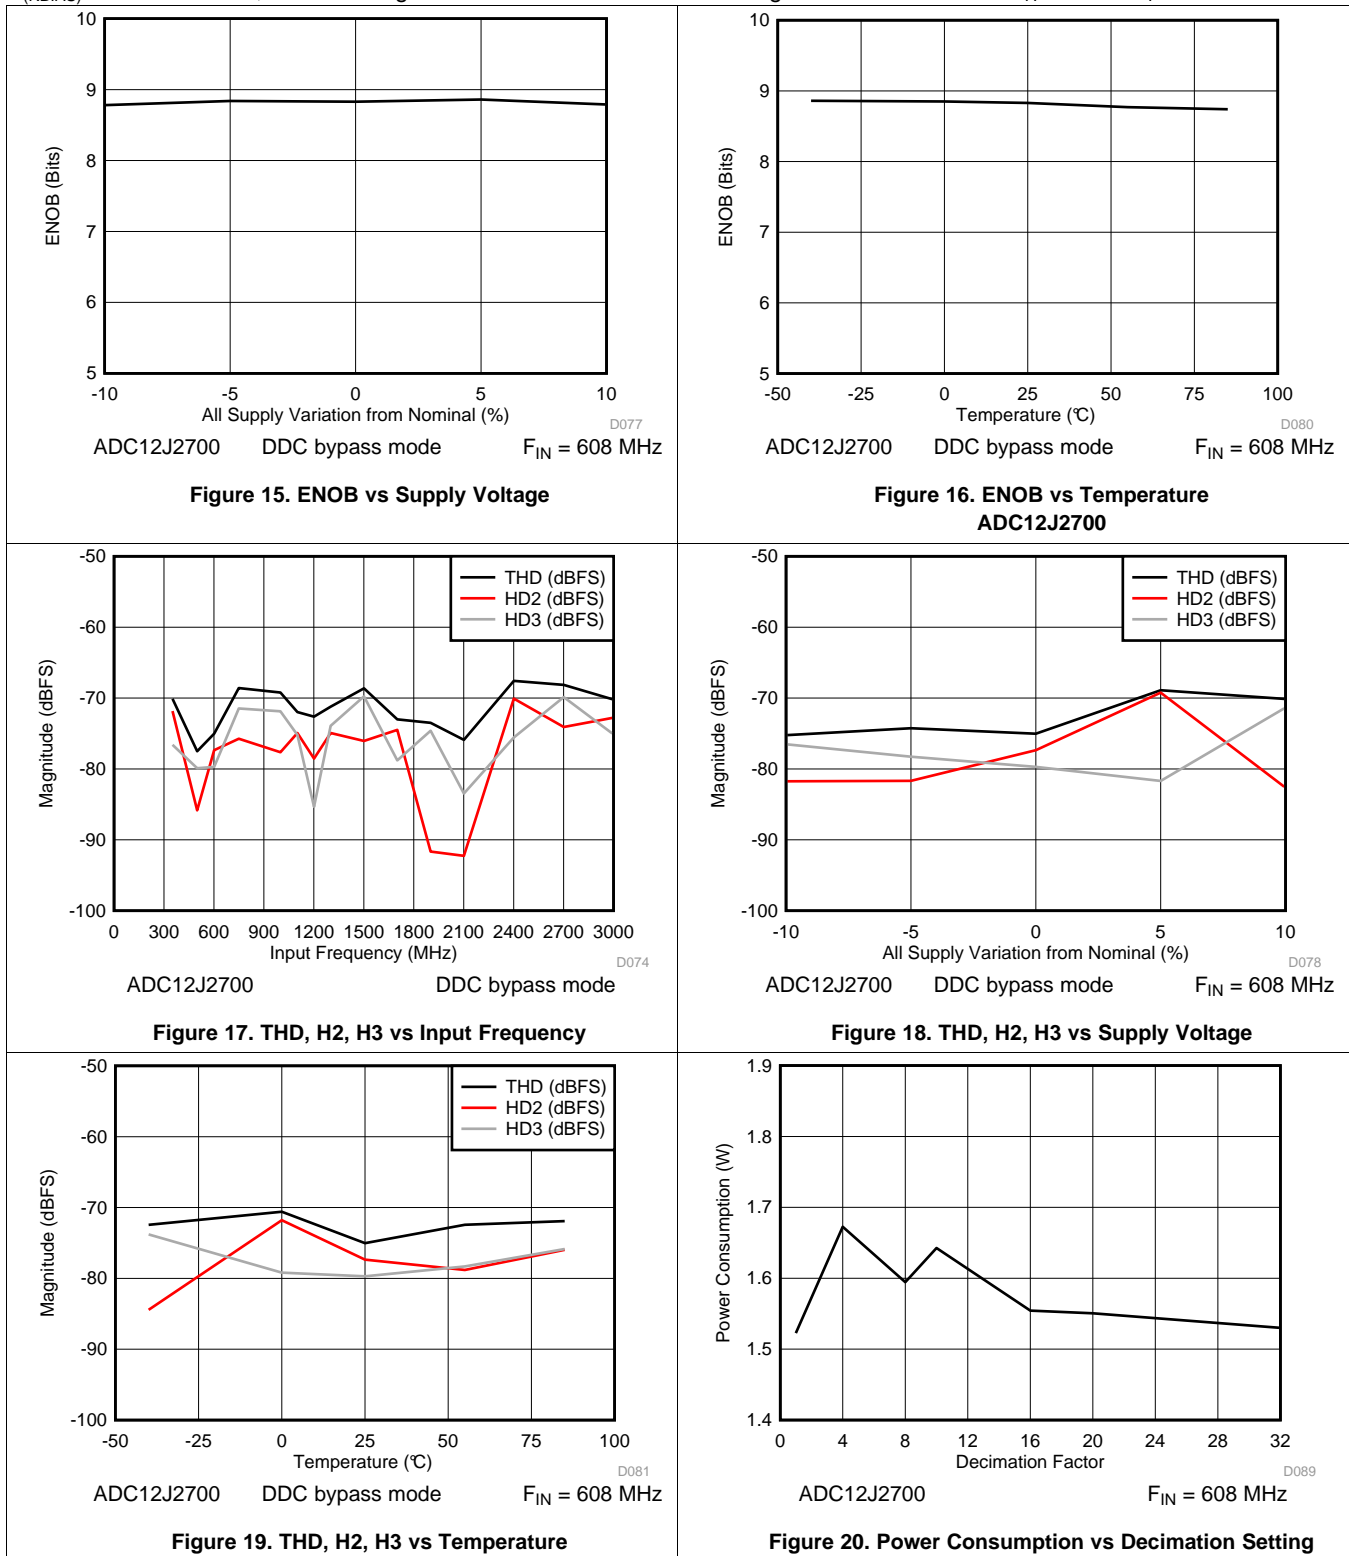 10
9
8
7
6
5
ENOB (Bits)
-10 -5 0 5 10
All Supply Variation from Nominal (%)
D077
ADC12J2700 DDC bypass mode F_IN = 608 MHz
Figure 15. ENOB vs Supply Voltage
10
9
8
7
6
5
ENOB (Bits)
-50 -25 0 25 50 75 100
Temperature (°C)
D080
ADC12J2700 DDC bypass mode F_IN = 608 MHz
Figure 16. ENOB vs Temperature
ADC12J2700
-50
-60
-70
-80
-90
-100
Magnitude (dBFS)
THD (dBFS)
HD2 (dBFS)
HD3 (dBFS)
0 300 600 900 1200 1500 1800 2100 2400 2700 3000
Input Frequency (MHz)
D074
ADC12J2700 DDC bypass mode
Figure 17. THD, H2, H3 vs Input Frequency
-50
-60
-70
-80
-90
-100
Magnitude (dBFS)
THD (dBFS)
HD2 (dBFS)
HD3 (dBFS)
-10 -5 0 5 10
All Supply Variation from Nominal (%)
D078
ADC12J2700 DDC bypass mode F_IN = 608 MHz
Figure 18. THD, H2, H3 vs Supply Voltage
-50
-60
-70
-80
-90
-100
Magnitude (dBFS)
THD (dBFS)
HD2 (dBFS)
HD3 (dBFS)
-50 -25 0 25 50 75 100
Temperature (°C)
D081
ADC12J2700 DDC bypass mode F_IN = 608 MHz
Figure 19. THD, H2, H3 vs Temperature
1.9
1.8
1.7
1.6
1.5
1.4
Power Consumption (W)
0 4 8 12 16 20 24 28 32
Decimation Factor
D089
ADC12J2700 F_IN = 608 MHz
Figure 20. Power Consumption vs Decimation Setting